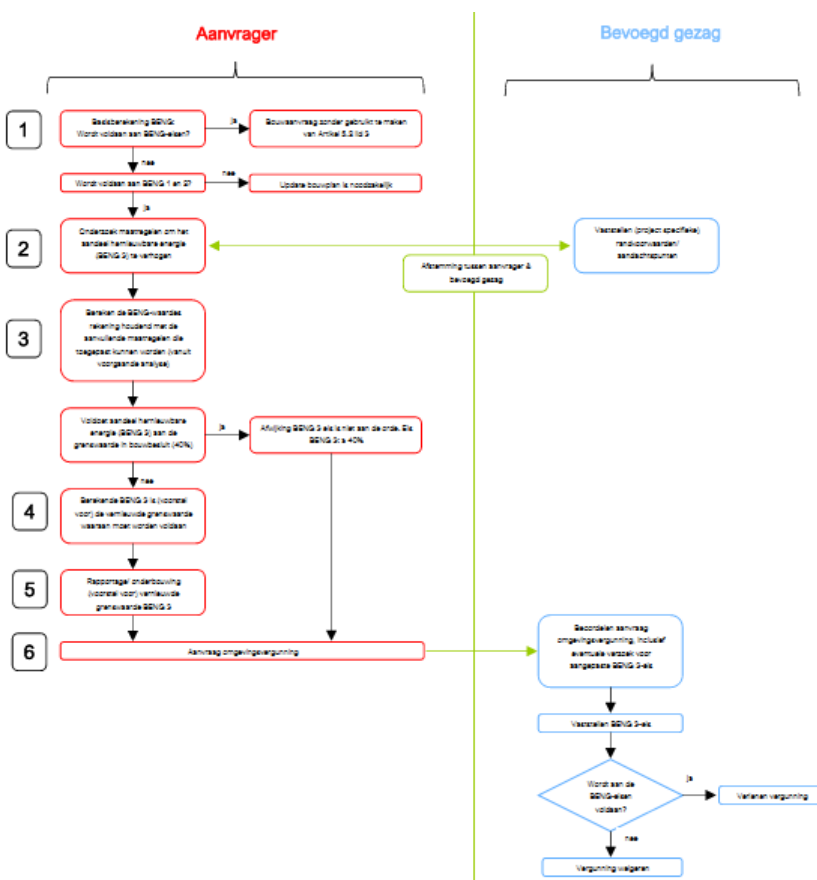 Aanvrager
Bevoegd gezag
1
Basisberekening BENG:
Wordt voldaan aan BENG-eisen?
ja
Bouwaanvraag zonder gebruikt te maken
van Artikel 5.2 lid 3
nee
Wordt voldaan aan BENG 1 en 2?
nee
Update bouwplan is noodzakelijk
ja
2
Onderzoek maatregelen om het
aandeel hernieuwbare energie
(BENG 3) te verhogen
Vaststellen (project specifieke)
randvoorwaarden/
aandachtspunten
Afstemming tussen aanvrager &
bevoegd gezag
3
Bereken de BENG-waardes
rekening houdend met de
aanvullende maatregelen die
toegepast kunnen worden (vanuit
voorgaande analyse)
Voldoet aandeel hernieuwbare
energie (BENG 3) aan de
grenswaarde in bouwbesluit (40%)
ja
Afwijking BENG 3 eis is niet aan de orde. Eis
BENG 3: ≥ 40%
nee
4
Berekende BENG 3 is (voorstel
voor) de vernieuwde grenswaarde
waaraan moet worden voldaan
5
Rapportage/ onderbouwing
(voorstel voor) vernieuwde
grenswaarde BENG 3
6
Aanvraag omgevingsvergunning
Beoordelen aanvraag
omgevingsvergunning, inclusief
eventuele verzoek voor
aangepaste BENG 3-eis
Vaststellen BENG 3-eis
Wordt aan de
BENG-eisen
voldaan?
ja
Verlenen vergunning
nee
Vergunning weigeren